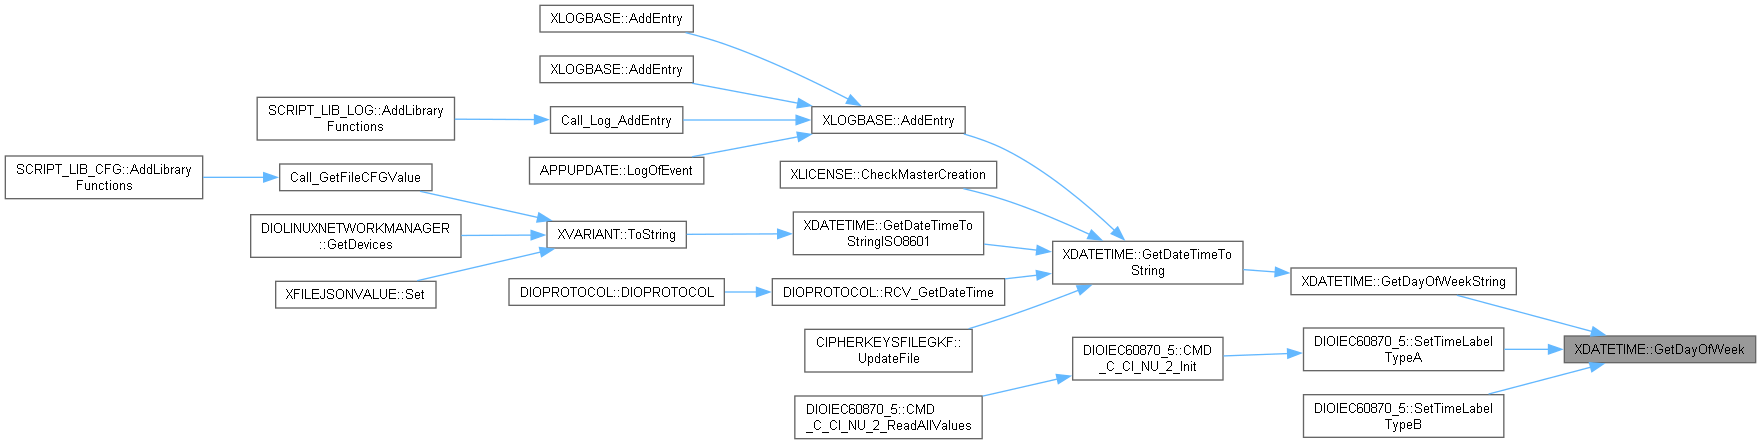 XLOGBASE::AddEntry
XLOGBASE::AddEntry
SCRIPT_LIB_LOG::AddLibrary
Functions
Call_Log_AddEntry
XLOGBASE::AddEntry
SCRIPT_LIB_CFG::AddLibrary
Functions
Call_GetFileCFGValue
APPUPDATE::LogOfEvent
XLICENSE::CheckMasterCreation
DIOLINUXNETWORKMANAGER
::GetDevices
XVARIANT::ToString
XDATETIME::GetDateTimeTo
StringISO8601
XDATETIME::GetDateTimeTo
String
XFILEJSONVALUE::Set
DIOPROTOCOL::DIOPROTOCOL
DIOPROTOCOL::RCV_GetDateTime
XDATETIME::GetDayOfWeekString
CIPHERKEYSFILEGKF::
UpdateFile
DIOIEC60870_5::CMD
_C_CI_NU_2_Init
DIOIEC60870_5::SetTimeLabel
TypeA
XDATETIME::GetDayOfWeek
DIOIEC60870_5::CMD
_C_CI_NU_2_ReadAllValues
DIOIEC60870_5::SetTimeLabel
TypeB